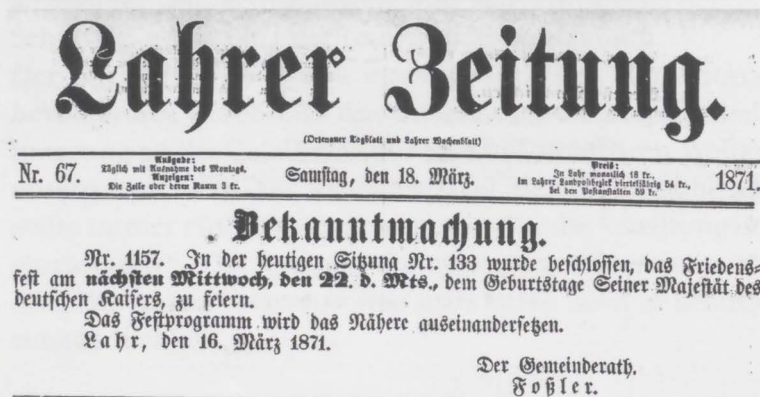 Lahrer Zeitung.
(Ortenauer Tagblatt und Lahrer Wochenblatt)
Nr. 67.
Ausgabe:
Täglich mit Ausnahme des Montags.
Anzeigen:
Die Zeile oder deren Raum 3 kr.
Samstag, den 18. März.
Preis:
In Lahr monatlich 18 kr.,
im Lahrer Landpostbezirk vierteljährig 54 kr.,
bei den Postanstalten 59 kr.
1871.
Bekanntmachung.
Nr. 1157. In der heutigen Sitzung Nr. 133 wurde beschlossen, das Friedens-
fest am nächsten Mittwoch, den 22. d. Mts., dem Geburtstage Seiner Majestät des
deutschen Kaisers, zu feiern.
Das Festprogramm wird das Nähere auseinandersetzen.
Lahr, den 16. März 1871.
Der Gemeinderath.
Foßler.